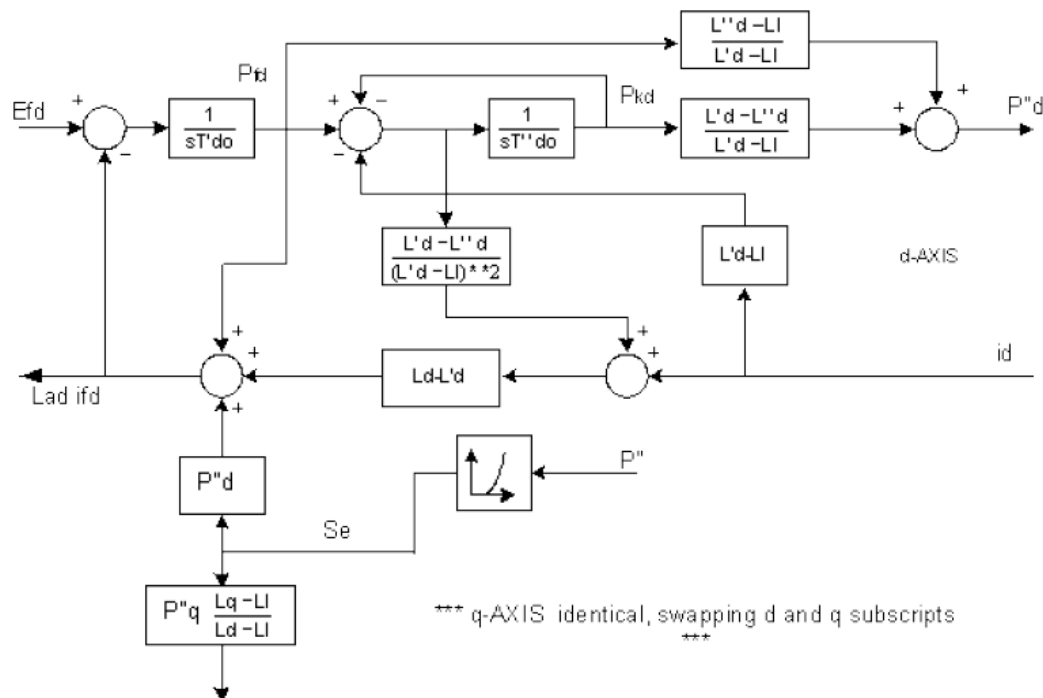 L''d –Ll
L'd –Ll
Pfd
Pkd
Efd
+
–
1
sT'do
+
–
–
1
sT''do
L'd –L''d
L'd –Ll
+
+
P"d
L'd –L''d
(L'd –Ll)**2
L'd–Ll
d–AXIS
+
+
+
Ld–L'd
+
+
id
Lad ifd
P"d
P"
Se
P"q Lq –Ll
Ld –Ll
*** q-AXIS identical, swapping d and q subscripts
***